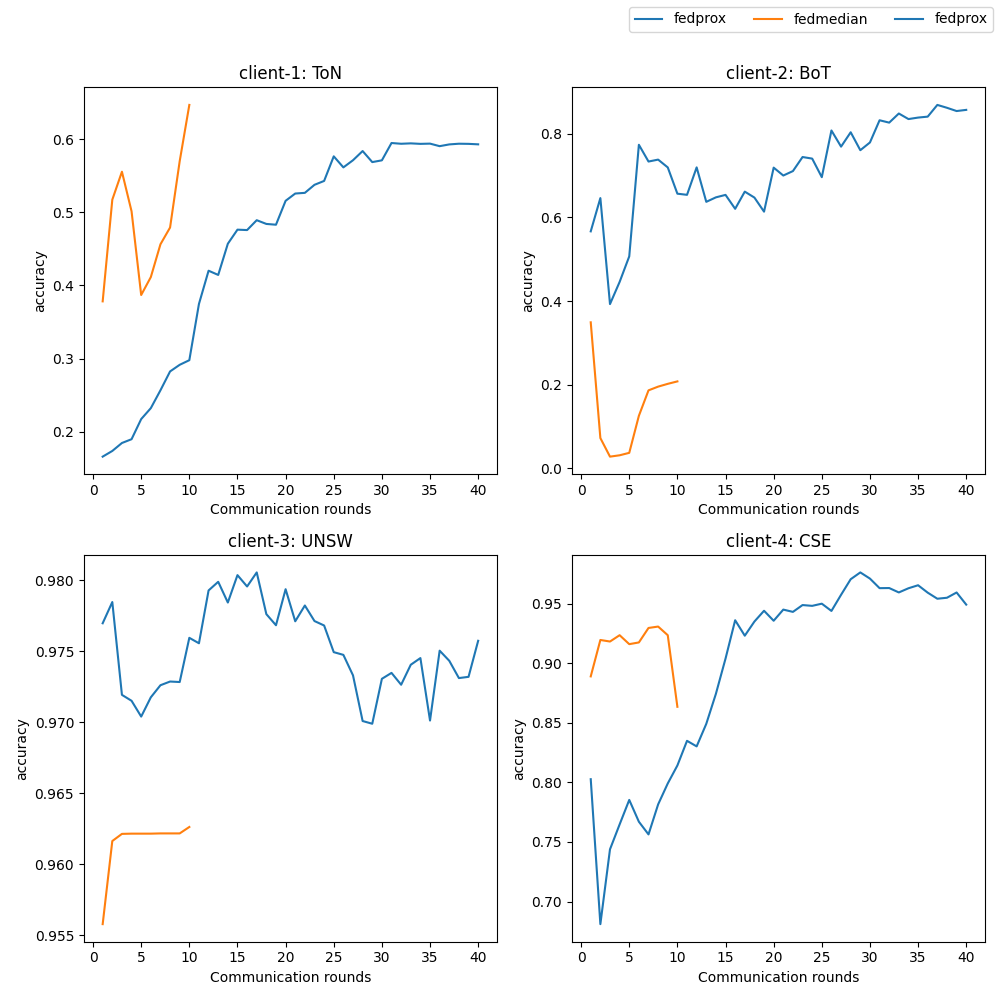 fedprox fedmedian fedprox
client-1: ToN
accuracy
0.6
0.5
0.4
0.3
0.2
0 5 10 15 20 25 30 35 40
Communication rounds
client-2: BoT
accuracy
0.8
0.6
0.4
0.2
0.0
0 5 10 15 20 25 30 35 40
Communication rounds
client-3: UNSW
accuracy
0.980
0.975
0.970
0.965
0.960
0.955
0 5 10 15 20 25 30 35 40
Communication rounds
client-4: CSE
accuracy
0.95
0.90
0.85
0.80
0.75
0.70
0 5 10 15 20 25 30 35 40
Communication rounds